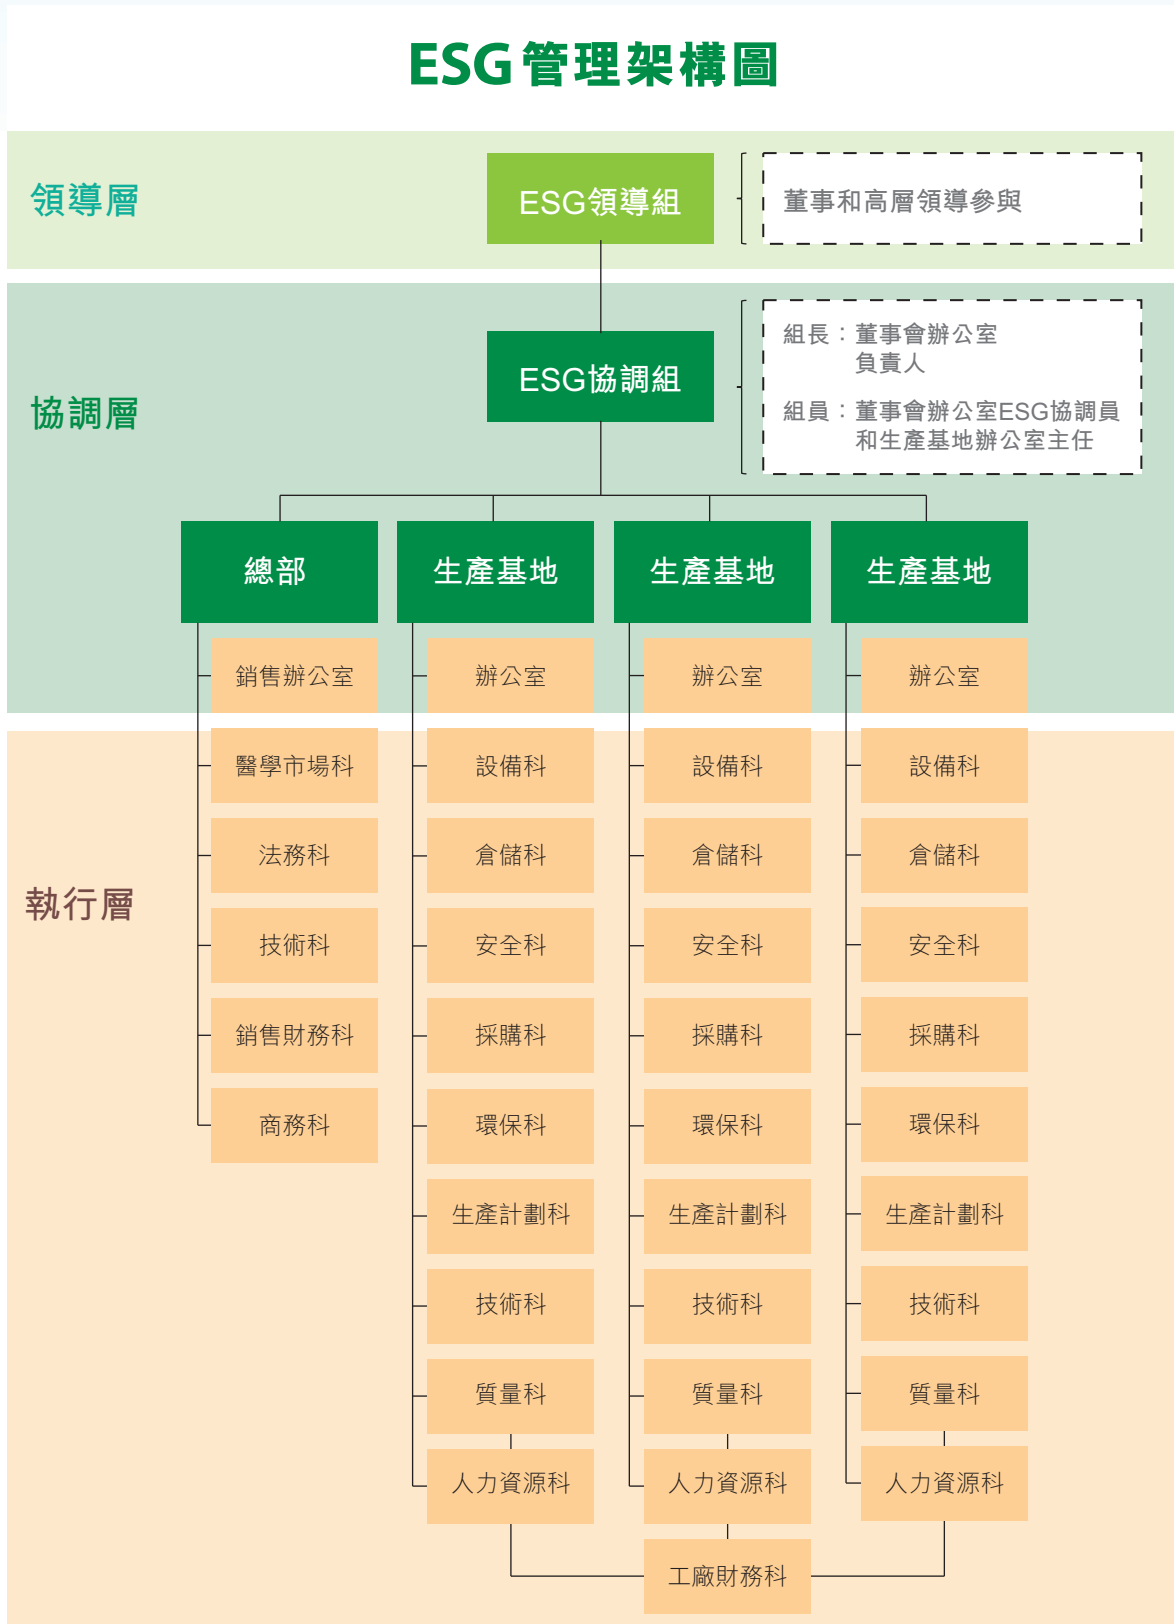 ESG管理架構圖
領導層
ESG領導組
董事和高層領導參與
協調層
ESG協調組
組長：董事會辦公室
負責人
組員：董事會辦公室ESG協調員
和生產基地辦公室主任
總部
生產基地
生產基地
生產基地
銷售辦公室
辦公室
辦公室
辦公室
執行層
醫學市場科
設備科
設備科
設備科
法務科
倉儲科
倉儲科
倉儲科
技術科
安全科
安全科
安全科
銷售財務科
採購科
採購科
採購科
商務科
環保科
環保科
環保科
生產計劃科
生產計劃科
生產計劃科
技術科
技術科
技術科
質量科
質量科
質量科
人力資源科
人力資源科
人力資源科
工廠財務科